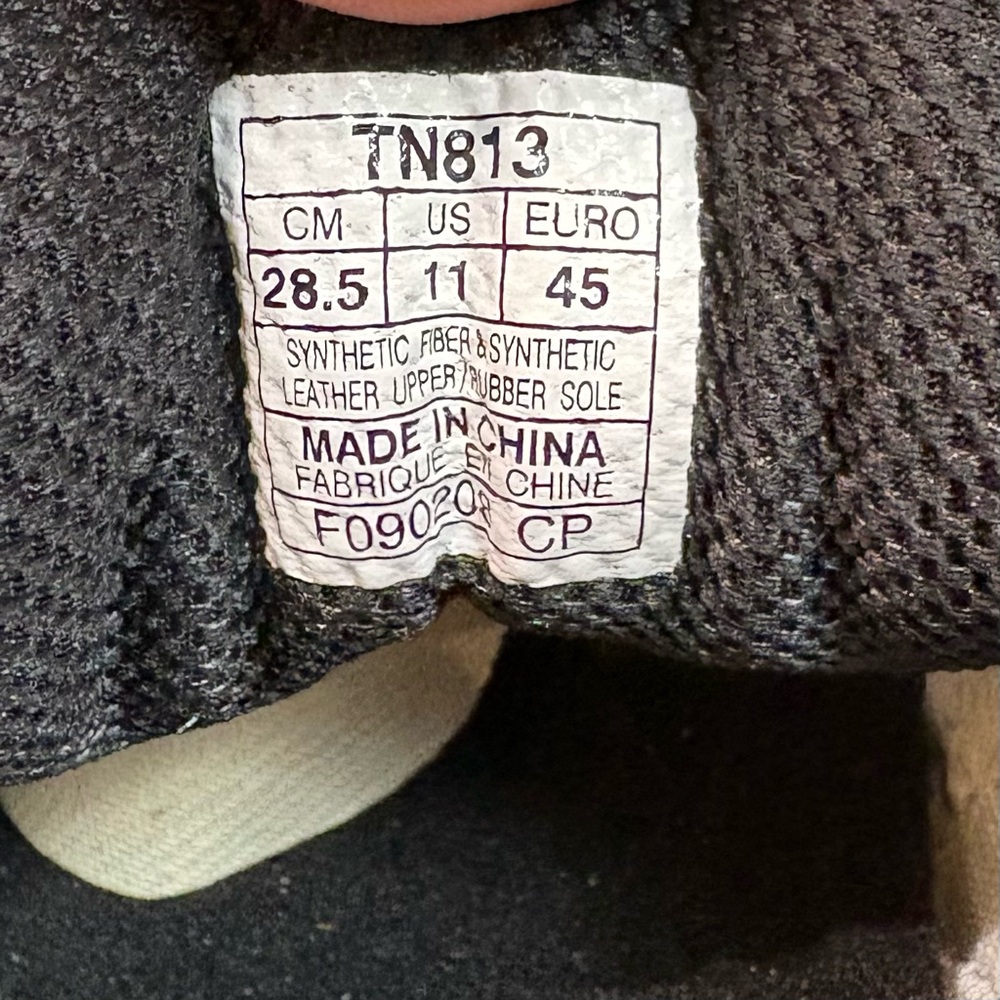 TN813
CM US EURO
28.5 11 45
SYNTHETIC FIBER &SYNTHETIC
LEATHER UPPER/RUBBER SOLE
MADE IN CHINA
FABRIQUE EN CHINE
F090208 CP